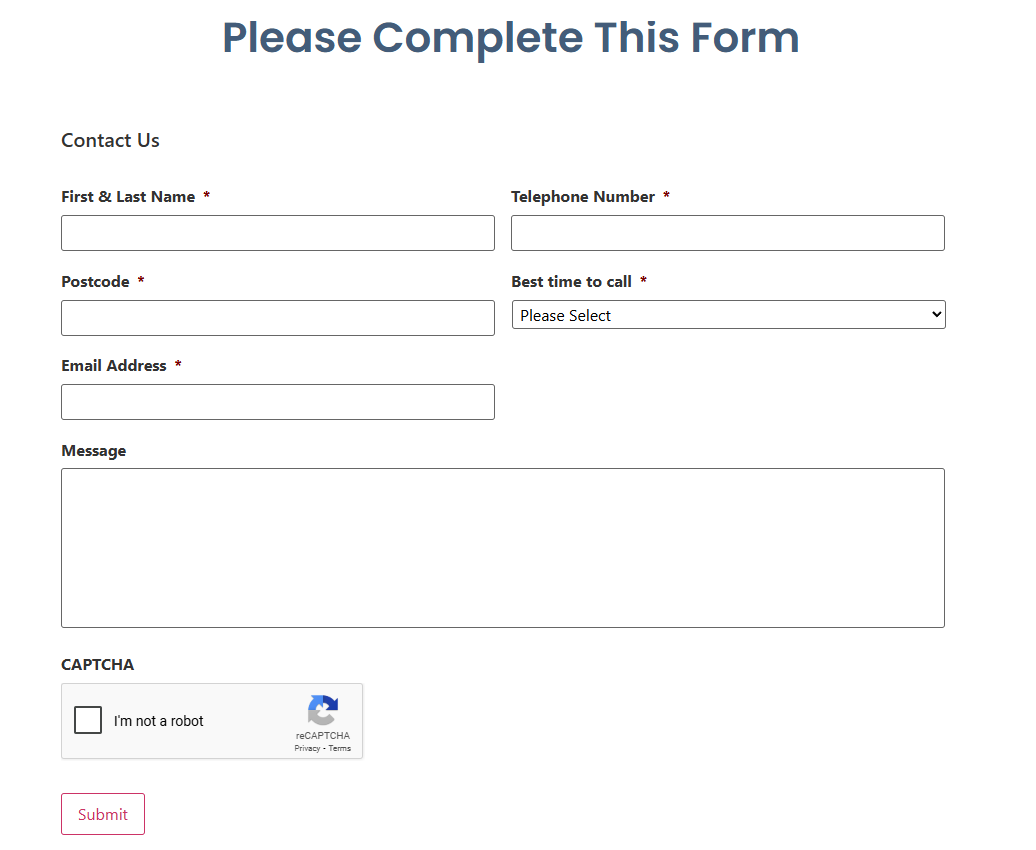 Please Complete This Form
Contact Us
First & Last Name *
Telephone Number *
Postcode *
Best time to call *
Please Select
Email Address *
Message
CAPTCHA
I'm not a robot
reCAPTCHA
Privacy - Terms
Submit